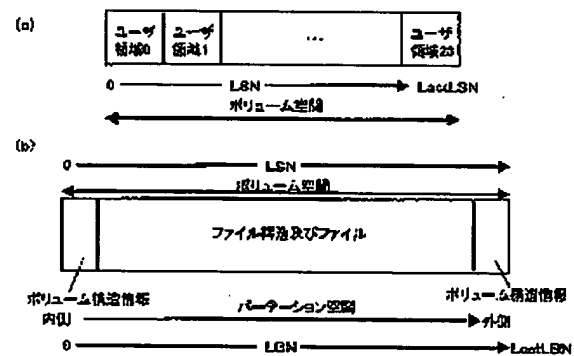 (a)
ユーザ
領域0
ユーザ
領域1
...
ユーザ
領域23
0
LSN
LastLSN
ボリューム空間
(b)
0
LSN
ボリューム空間
ファイル構造及びファイル
ボリューム構造情報
ボリューム構造情報
内側
パーテーション空間
外側
0
LBN
LastLBN